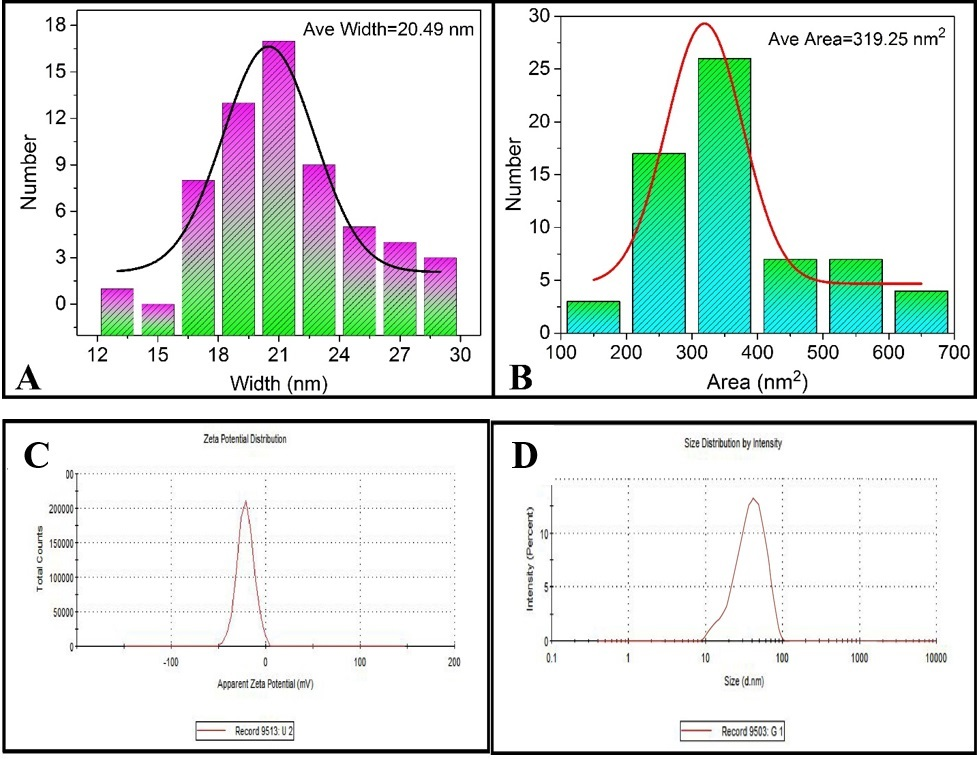 Ave Width=20.49 nm
18
15
12
9
6
3
0
Number
12 15 18 21 24 27 30
Width (nm)
A
Ave Area=319.25 nm²
30
25
20
15
10
5
0
Number
100 200 300 400 500 600 700
Area (nm²)
B
C
Zeta Potential Distribution
00
200000
150000
100000
50000
0
Total Counts
-100 0 100 200
Apparent Zeta Potential (mV)
Record 9513: U 2
D
Size Distribution by Intensity
10
5
0
Intensity (Percent)
0.1 1 10 100 1000 10000
Size (d.nm)
Record 9503: G 1